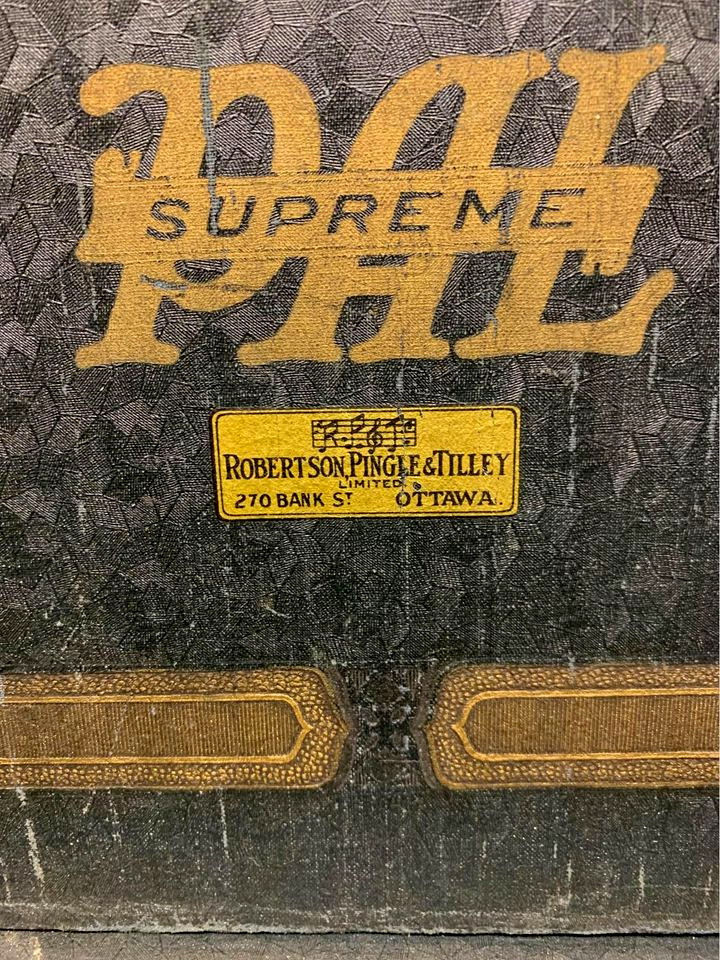 PAL
SUPREME
ROBERTSON, PINGLE & TILLEY
LIMITED
270 BANK ST OTTAWA.